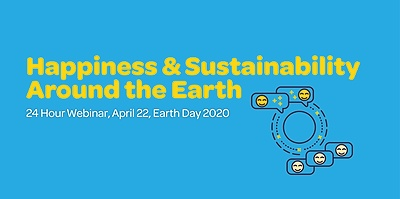 Happiness & Sustainability
Around the Earth
24 Hour Webinar, April 22, Earth Day 2020